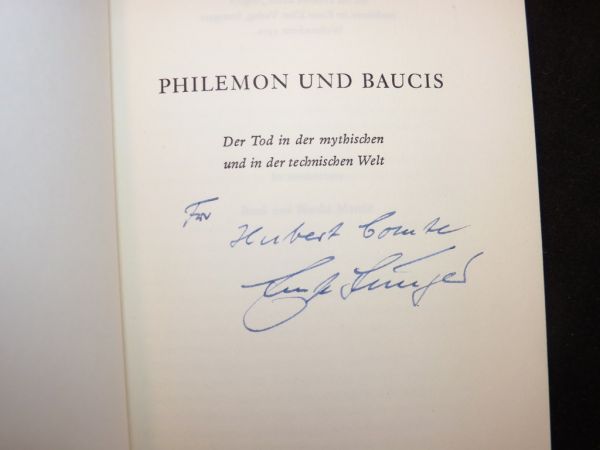 PHILEMON UND BAUCIS
Der Tod in der mythischen
und in der technischen Welt
Für
Hubert Comte
Ernst Jünger